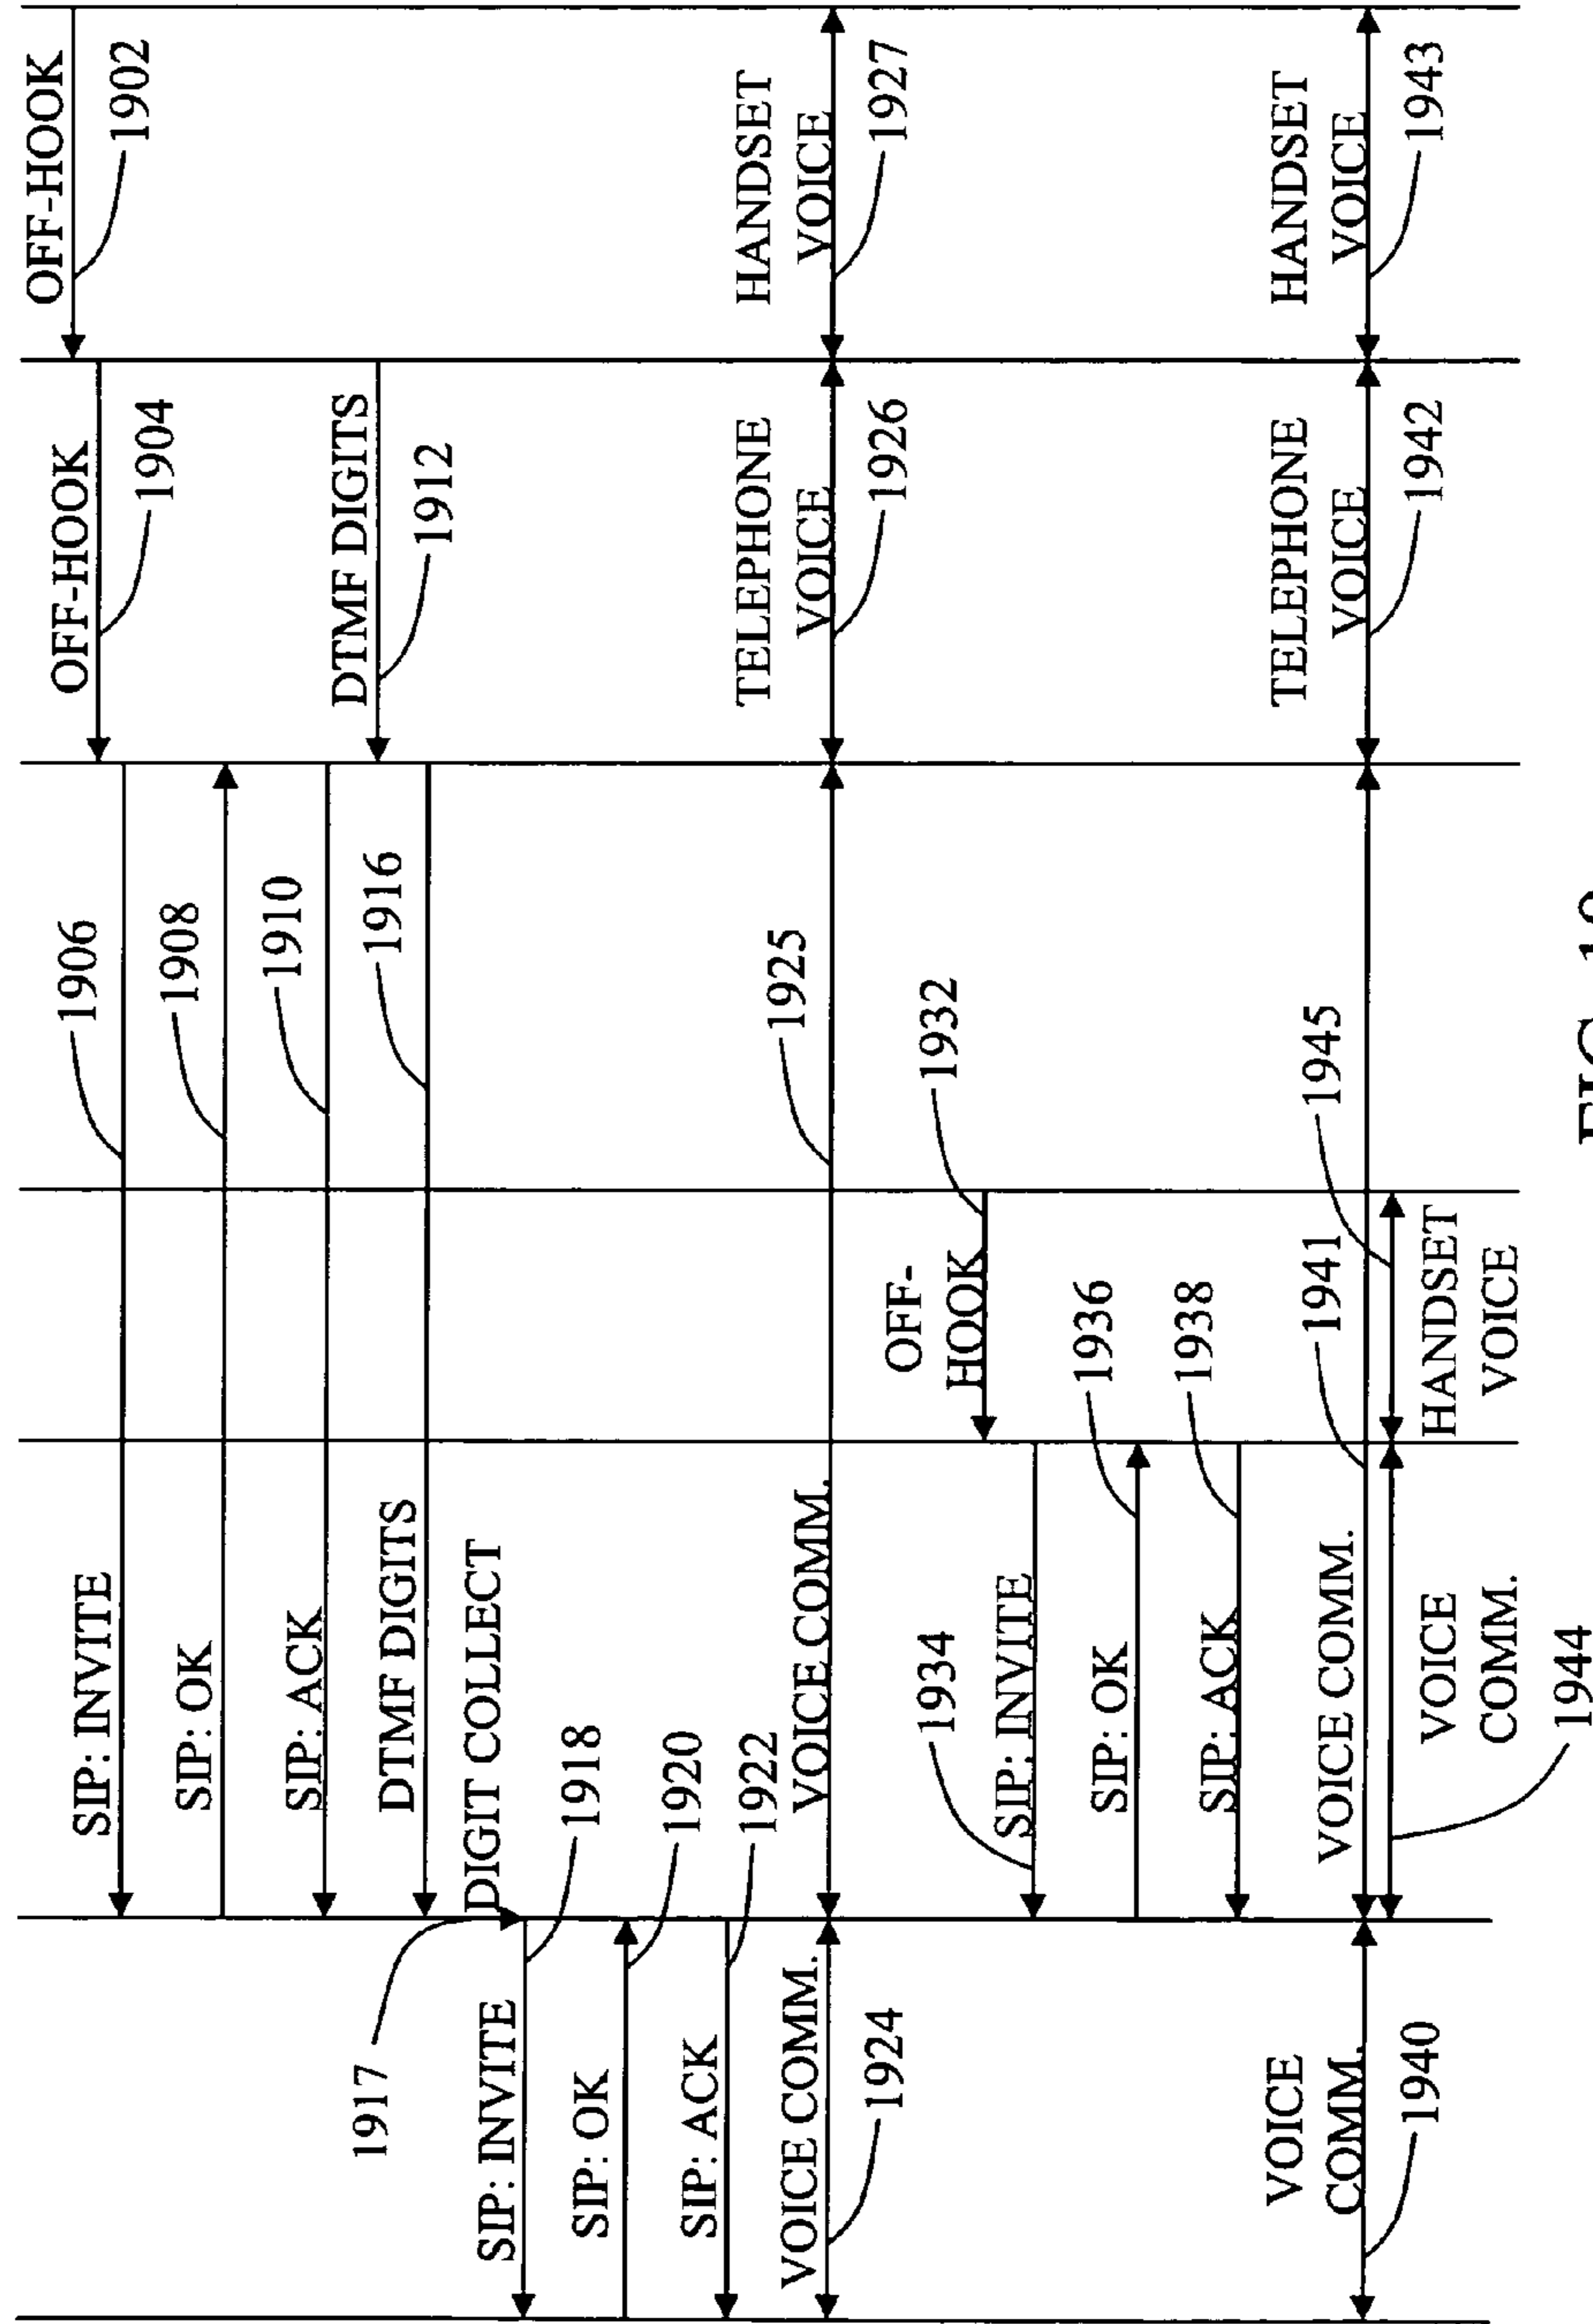 OFF-HOOK
1902
OFF-HOOK
1904
SIP: INVITE
1906
SIP: OK
1908
SIP: ACK
1910
DTMF DIGITS
1912
DTMF DIGITS
1916
1917
DIGIT COLLECT
SIP: INVITE
1918
SIP: OK
1920
SIP: ACK
1922
VOICE COMM.
1924
VOICE COMM.
1925
TELEPHONE
VOICE
1926
HANDSET
VOICE
1927
OFF-
HOOK
1932
1934
SIP: INVITE
SIP: OK
1936
SIP: ACK
1938
VOICE
COMM.
1940
VOICE COMM.
1941
1945
TELEPHONE
VOICE
1942
HANDSET
VOICE
1943
VOICE
COMM.
1944
HANDSET
VOICE